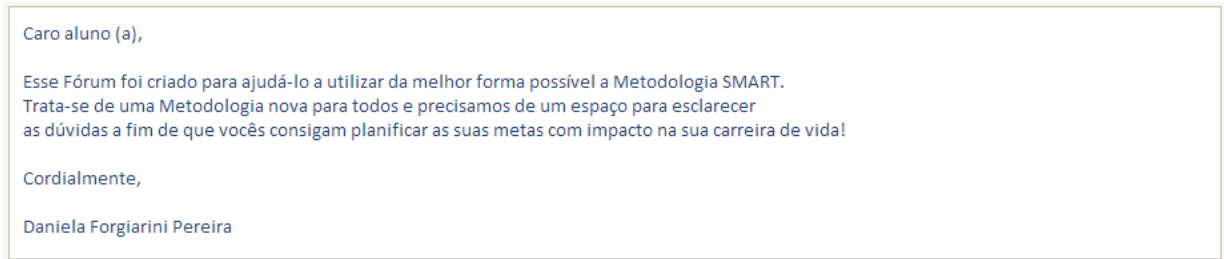 Caro aluno (a),
Esse Fórum foi criado para ajudá-lo a utilizar da melhor forma possível a Metodologia SMART.
Trata-se de uma Metodologia nova para todos e precisamos de um espaço para esclarecer
as dúvidas a fim de que vocês consigam planificar as suas metas com impacto na sua carreira de vida!
Cordialmente,
Daniela Forgiarini Pereira